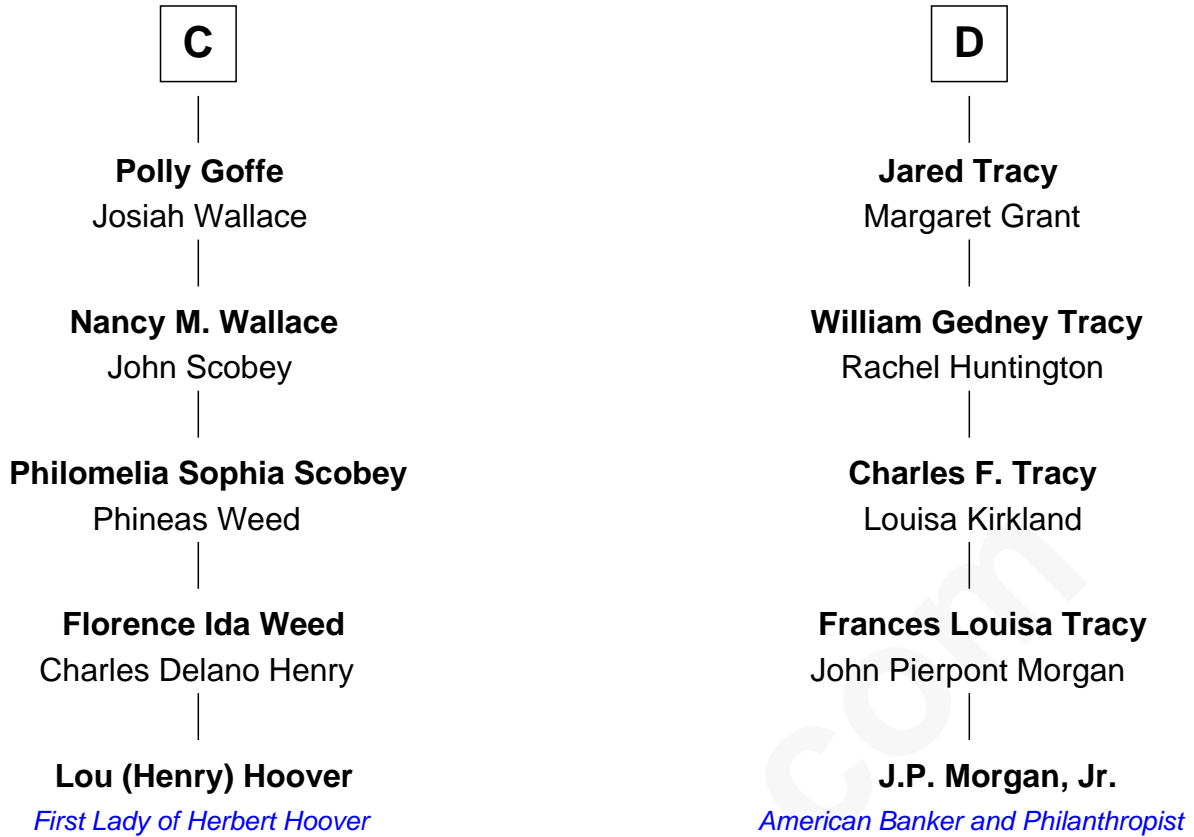 C
Polly Goffe
Josiah Wallace
Nancy M. Wallace
John Scobey
Philomelia Sophia Scobey
Phineas Weed
Florence Ida Weed
Charles Delano Henry
Lou (Henry) Hoover
First Lady of Herbert Hoover
D
Jared Tracy
Margaret Grant
William Gedney Tracy
Rachel Huntington
Charles F. Tracy
Louisa Kirkland
Frances Louisa Tracy
John Pierpont Morgan
J.P. Morgan, Jr.
American Banker and Philanthropist
com